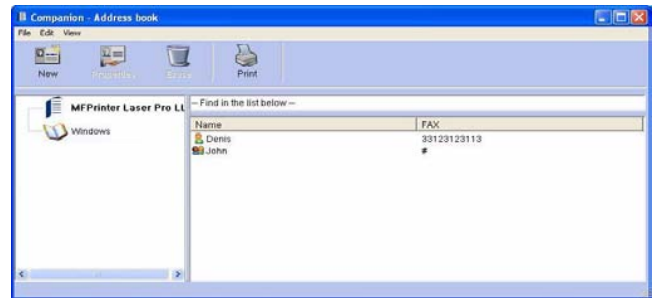 Companion - Address book
File Edit View
New Properties Erase Print
MFPrinter Laser Pro LL
Windows
-- Find in the list below --
Name FAX
Denis 33123123113
John #